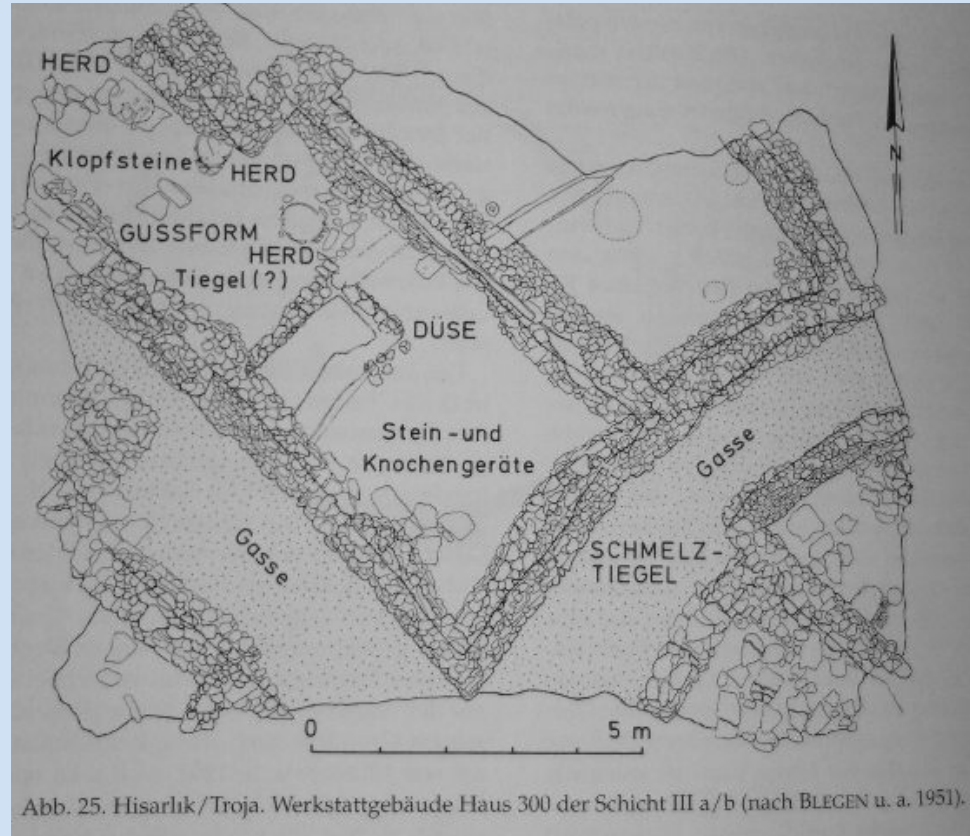 HERD
Klopfsteine
HERD
GUSSFORM
HERD
Tiegel(?)
DÜSE
Stein-und
Knochengeräte
Gasse
Gasse
SCHMELZ-
TIEGEL
N
0 5 m
Abb. 25. Hisarlık/Troja. Werkstattgebäude Haus 300 der Schicht III a/b (nach BLEGEN u. a. 1951).